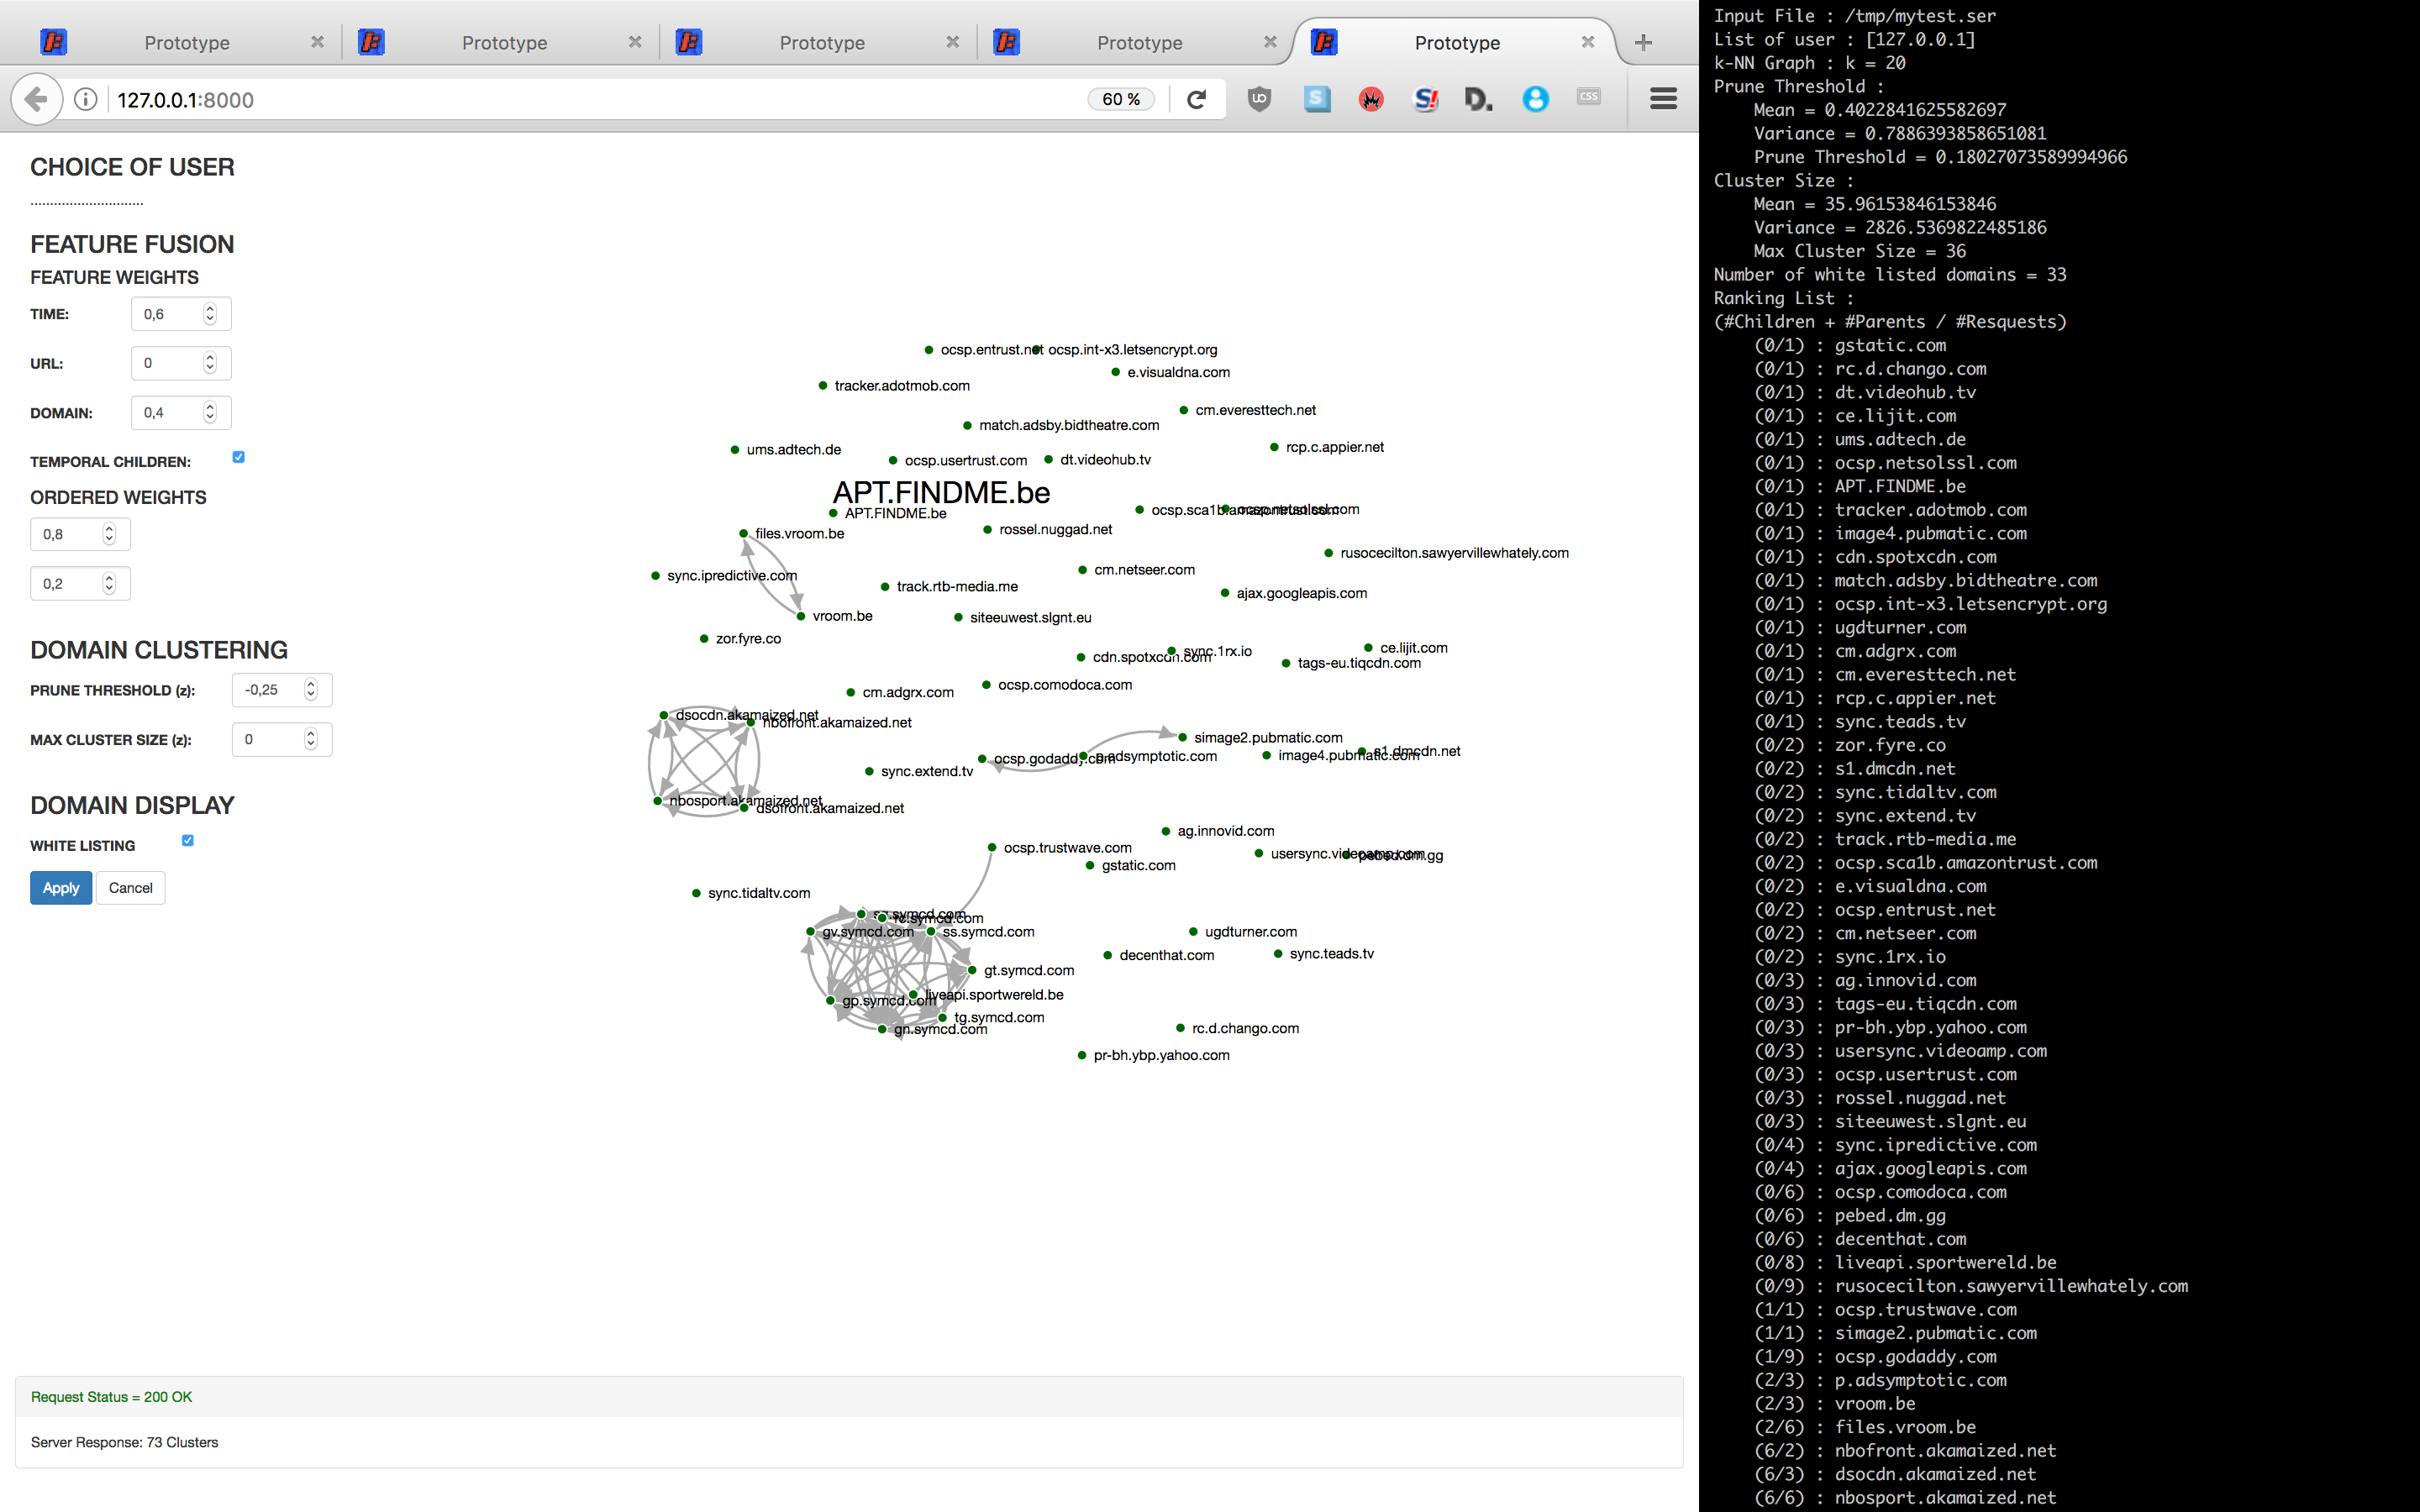 Prototype
Prototype
Prototype
Prototype
Prototype
127.0.0.1:8000
60 %
CSS
CHOICE OF USER
.............................
FEATURE FUSION
FEATURE WEIGHTS
TIME: 0,6
URL: 0
DOMAIN: 0,4
TEMPORAL CHILDREN:
ORDERED WEIGHTS
0,8
0,2
DOMAIN CLUSTERING
PRUNE THRESHOLD (z): -0,25
MAX CLUSTER SIZE (z): 0
DOMAIN DISPLAY
WHITE LISTING
Apply Cancel
ocsp.entrust.net ocsp.int-x3.letsencrypt.org
e.visualdna.com
tracker.adotmob.com
cm.everesttech.net
match.adsby.bidtheatre.com
rcp.c.appier.net
ums.adtech.de
ocsp.usertrust.com dt.videohub.tv
APT.FINDME.be
APT.FINDME.be
ocsp.sca1b.amazontrust.com ocsp.netsolssl.com
files.vroom.be
rossel.nuggad.net
rusocecilton.sawyervillewhately.com
sync.ipredictive.com
cm.netseer.com
track.rtb-media.me
ajax.googleapis.com
vroom.be
siteeuwest.slgnt.eu
zor.fyre.co
cdn.spotxcdn.com sync.1rx.io
ce.lijit.com
tags-eu.tiqcdn.com
cm.adgrx.com
ocsp.comodoca.com
dsocdn.akamaized.net
nbofront.akamaized.net
simage2.pubmatic.com
ocsp.godaddy.com p.adsymptotic.com
image4.pubmatic.com s1.dmcdn.net
sync.extend.tv
nbosport.akamaized.net
dsofront.akamaized.net
ag.innovid.com
ocsp.trustwave.com
usersync.videoamp.com pebed.dm.gg
gstatic.com
sync.tidaltv.com
.symcd.com
rc.symcd.com
gv.symcd.com ss.symcd.com
ugdturner.com
decenthat.com
sync.teads.tv
gt.symcd.com
liveapi.sportwereld.be
gp.symcd.com
tg.symcd.com
gn.symcd.com
rc.d.chango.com
pr-bh.ybp.yahoo.com
Request Status = 200 OK
Server Response: 73 Clusters
Input File : /tmp/mytest.ser
List of user : [127.0.0.1]
k-NN Graph : k = 20
Prune Threshold :
Mean = 0.4022841625582697
Variance = 0.7886393858651081
Prune Threshold = 0.18027073589994966
Cluster Size :
Mean = 35.96153846153846
Variance = 2826.5369822485186
Max Cluster Size = 36
Number of white listed domains = 33
Ranking List :
(#Children + #Parents / #Resquests)
(0/1) : gstatic.com
(0/1) : rc.d.chango.com
(0/1) : dt.videohub.tv
(0/1) : ce.lijit.com
(0/1) : ums.adtech.de
(0/1) : ocsp.netsolssl.com
(0/1) : APT.FINDME.be
(0/1) : tracker.adotmob.com
(0/1) : image4.pubmatic.com
(0/1) : cdn.spotxcdn.com
(0/1) : match.adsby.bidtheatre.com
(0/1) : ocsp.int-x3.letsencrypt.org
(0/1) : ugdturner.com
(0/1) : cm.adgrx.com
(0/1) : cm.everesttech.net
(0/1) : rcp.c.appier.net
(0/1) : sync.teads.tv
(0/2) : zor.fyre.co
(0/2) : s1.dmcdn.net
(0/2) : sync.tidaltv.com
(0/2) : sync.extend.tv
(0/2) : track.rtb-media.me
(0/2) : ocsp.sca1b.amazontrust.com
(0/2) : e.visualdna.com
(0/2) : ocsp.entrust.net
(0/2) : cm.netseer.com
(0/2) : sync.1rx.io
(0/3) : ag.innovid.com
(0/3) : tags-eu.tiqcdn.com
(0/3) : pr-bh.ybp.yahoo.com
(0/3) : usersync.videoamp.com
(0/3) : ocsp.usertrust.com
(0/3) : rossel.nuggad.net
(0/3) : siteeuwest.slgnt.eu
(0/4) : sync.ipredictive.com
(0/4) : ajax.googleapis.com
(0/6) : ocsp.comodoca.com
(0/6) : pebed.dm.gg
(0/6) : decenthat.com
(0/8) : liveapi.sportwereld.be
(0/9) : rusocecilton.sawyervillewhately.com
(1/1) : ocsp.trustwave.com
(1/1) : simage2.pubmatic.com
(1/9) : ocsp.godaddy.com
(2/3) : p.adsymptotic.com
(2/3) : vroom.be
(2/6) : files.vroom.be
(6/2) : nbofront.akamaized.net
(6/3) : dsocdn.akamaized.net
(6/6) : nbosport.akamaized.net